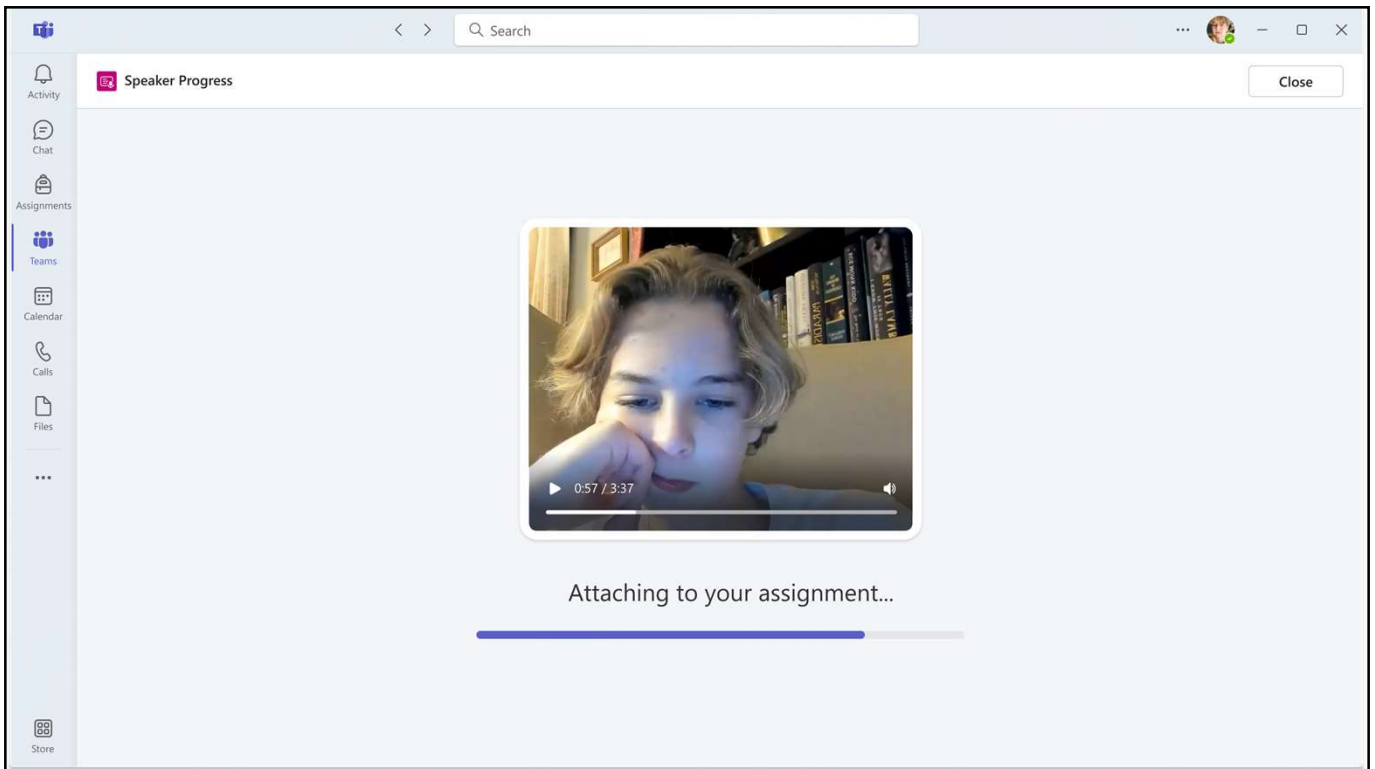 Search
Activity
Speaker Progress
Close
Chat
Assignments
Teams
Calendar
Calls
Files
0:57 / 3:37
Attaching to your assignment...
Store